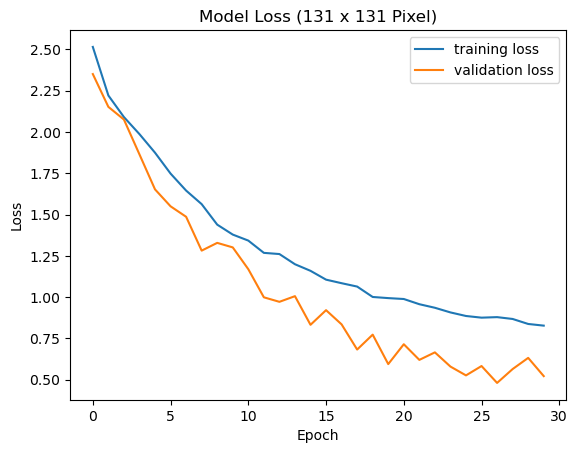 Model Loss (131 x 131 Pixel)
training loss
validation loss
Loss
2.50
2.25
2.00
1.75
1.50
1.25
1.00
0.75
0.50
0 5 10 15 20 25 30
Epoch